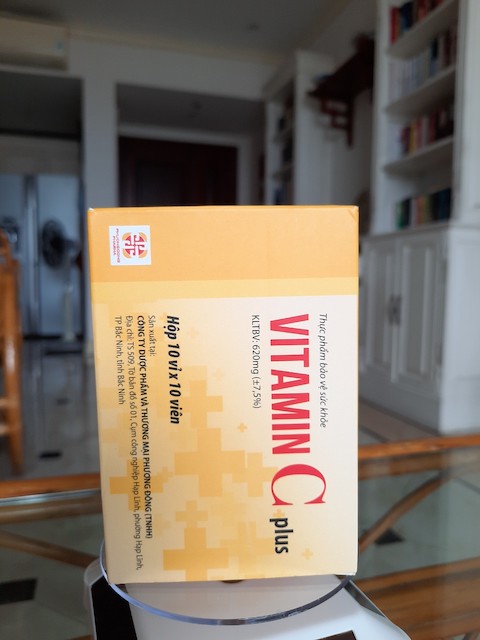 Thực phẩm bảo vệ sức khỏe
VITAMIN C plus
KLTBV: 620mg (±7,5%)
Hộp 10 vỉ x 10 viên
Sản xuất tại:
CÔNG TY DƯỢC PHẨM VÀ THƯƠNG MẠI PHƯƠNG ĐÔNG (TNHH)
Địa chỉ: TS 509, Tờ bản đồ số 01, Cụm công nghiệp Hạp Lĩnh, phường Hạp Lĩnh,
TP Bắc Ninh, tỉnh Bắc Ninh